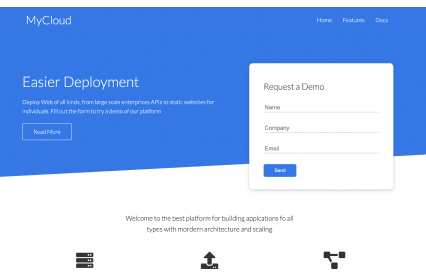 MyCloud
Home Features Docs
Easier Deployment
Deploy Web of all kinds, from large scale enterprizes APIs to static websites for
individuals. Fill out the form to try a demo of our platform
Read More
Request a Demo
Name
Company
Email
Send
Welcome to the best platform for building applications fo all
types with mordern architecture and scaling